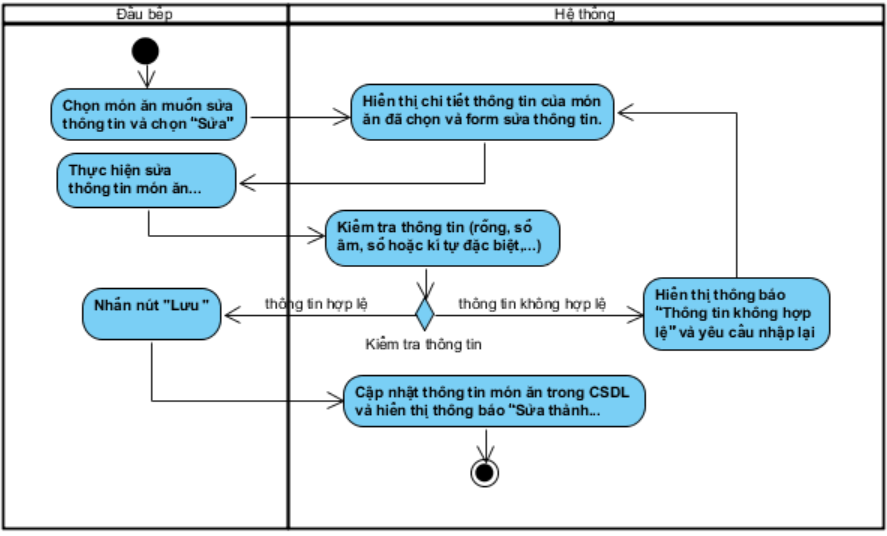 Đầu bếp
Hệ thống
Chọn món ăn muốn sửa
thông tin và chọn "Sửa"
Hiển thị chi tiết thông tin của món
ăn đã chọn và form sửa thông tin.
Thực hiện sửa
thông tin món ăn...
Kiểm tra thông tin (rỗng, số
âm, số hoặc kí tự đặc biệt,...)
Nhấn nút "Lưu "
thông tin hợp lệ
thông tin không hợp lệ
Hiển thị thông báo
"Thông tin không hợp
lệ" và yêu cầu nhập lại
Kiểm tra thông tin
Cập nhật thông tin món ăn trong CSDL
và hiển thị thông báo "Sửa thành...